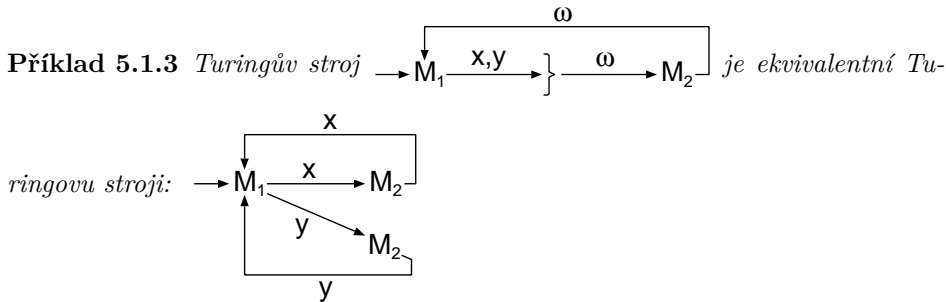 ω
Příklad 5.1.3 Turingův stroj M₁ x,y } ω M₂ je ekvivalentní Tu-
x
ringovu stroji: M₁ x M₂
y M₂
y